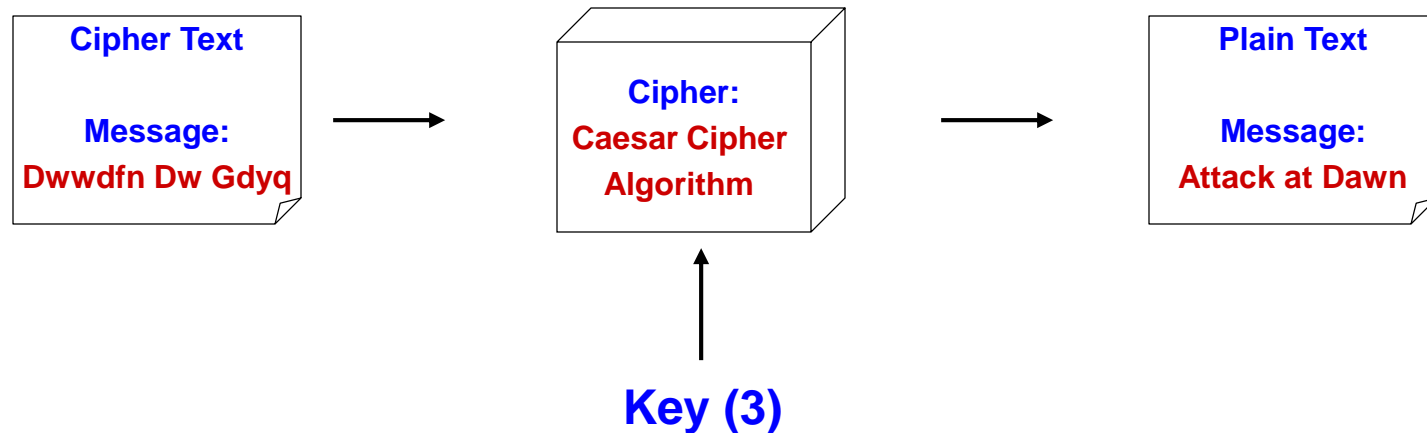 Cipher Text
Message:
Dwwdfn Dw Gdyq
Cipher:
Caesar Cipher
Algorithm
Plain Text
Message:
Attack at Dawn
Key (3)